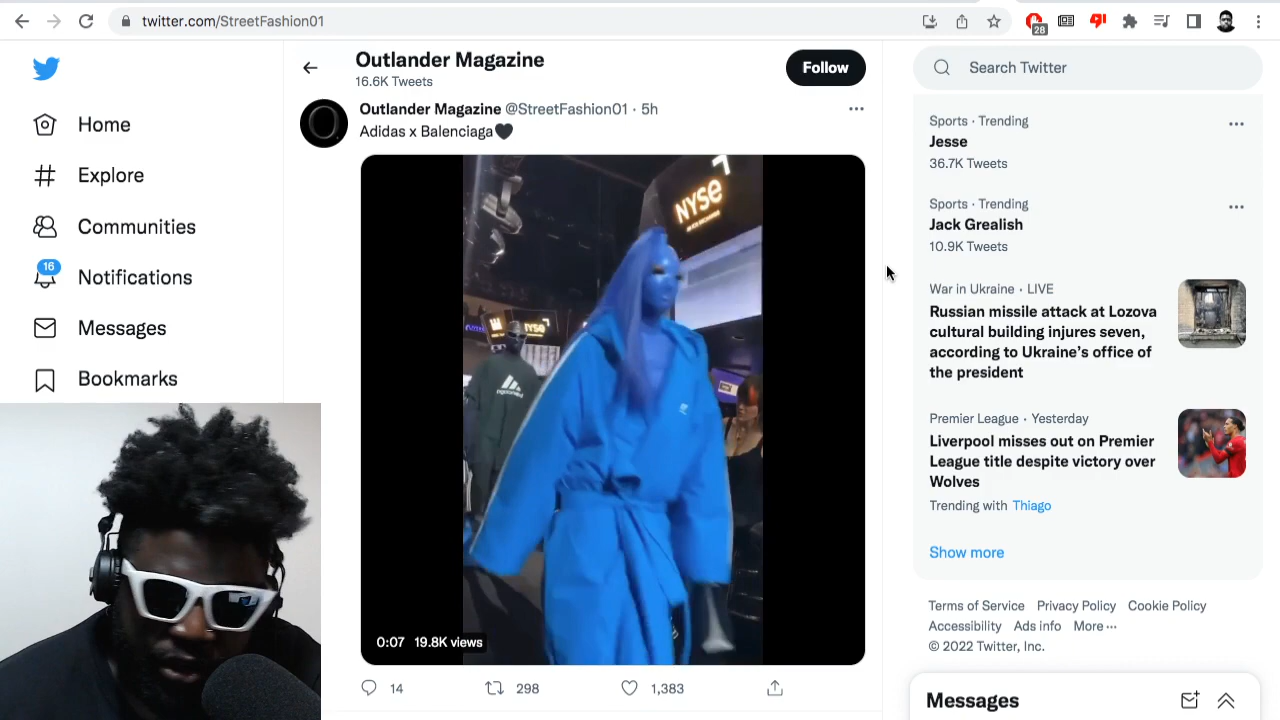 twitter.com/StreetFashion01
28
Home
Explore
Communities
16
Notifications
Messages
Bookmarks
Outlander Magazine
16.6K Tweets
Follow
Outlander Magazine @StreetFashion01 · 5h
Adidas x Balenciaga🖤
NYSE
NYSE
0:07 19.8K views
14
298
1,383
Search Twitter
Sports · Trending
Jesse
36.7K Tweets
Sports · Trending
Jack Grealish
10.9K Tweets
War in Ukraine · LIVE
Russian missile attack at Lozova
cultural building injures seven,
according to Ukraine's office of
the president
Premier League · Yesterday
Liverpool misses out on Premier
League title despite victory over
Wolves
Trending with Thiago
Show more
Terms of Service Privacy Policy Cookie Policy
Accessibility Ads info More ···
© 2022 Twitter, Inc.
Messages